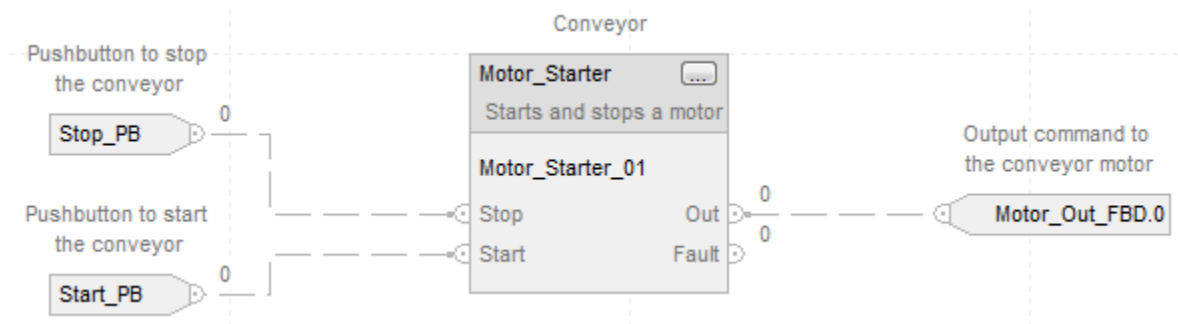 Conveyor
Pushbutton to stop
the conveyor
Stop_PB
0
Motor_Starter
...
Starts and stops a motor
Motor_Starter_01
Stop
Out
0
Start
Fault
0
Pushbutton to start
the conveyor
Start_PB
0
Output command to
the conveyor motor
Motor_Out_FBD.0